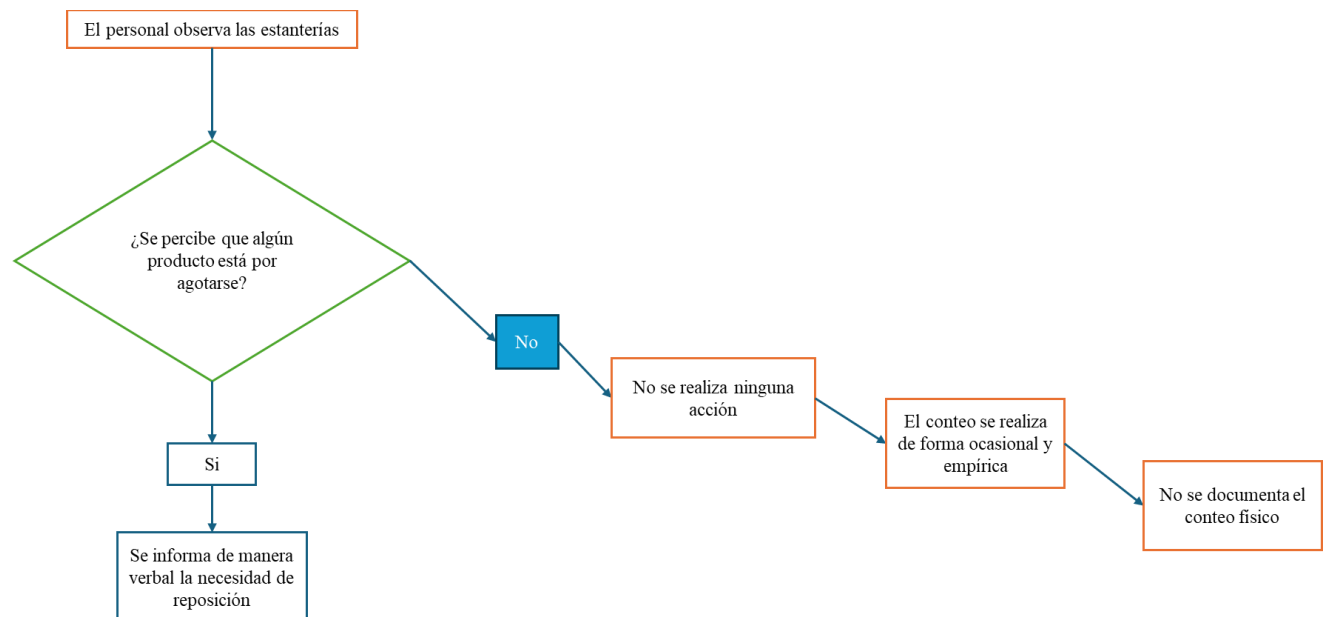 El personal observa las estanterías
¿Se percibe que algún
producto está por
agotarse?
No
No se realiza ninguna
acción
El conteo se realiza
de forma ocasional y
empírica
No se documenta el
conteo físico
Si
Se informa de manera
verbal la necesidad de
reposición